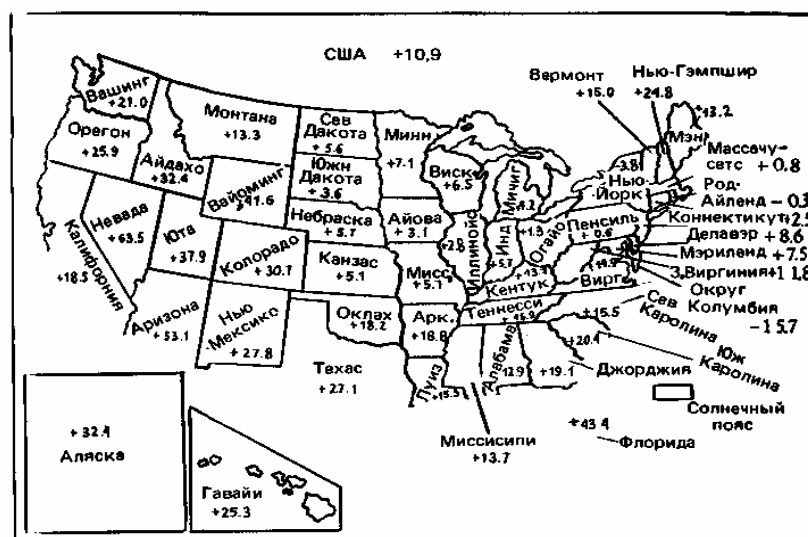 США +10,9
Вашинг
+21.0
Орегон
+25.9
Айдахо
+32.4
Монтана
+13.3
Вайоминг
+41.6
Невада
+63.5
Юта
+37.9
Колорадо
+30.1
Калифорния
+18.5
Аризона
+53.1
Нью
Мексико
+27.8
Сев
Дакота
+5.6
Южн
Дакота
+3.6
Небраска
+5.7
Канзас
+5.1
Оклах
+18.2
Техас
+27.1
Минн
+7.1
Айова
+3.1
Мисс
+5.1
Арк.
+18.8
Луиз
+15.5
Виск
+6.5
Иллинойс
Мичиг
Инд
Огайо
Кентук
Теннесси
Алабама
12.9
+19.1
Джорджия
Миссисипи
+13.7
+43.4
Флорида
Вермонт
+15.0
Нью-Гэмпшир
+24.8
+13.2
Мэн
Нью-
Йорк
-3.8
Массачу-
сетс +0.8
Род-
Айленд -0.3
Пенсиль
+0.6
Коннектикут
Делавэр +8.6
Мэриленд +7.5
З.Виргиния+11.8
Вирг
Округ
Колумбия
-15.7
+15.5
Сев
Каролина
+20.4
Юж
Каролина
Солнечный
пояс
+32.4
Аляска
Гавайи
+25.3